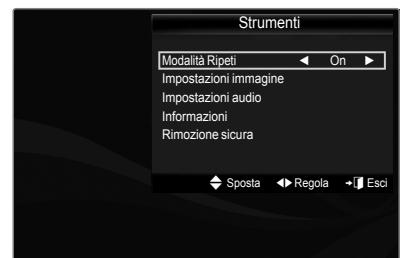 Strumenti
Modalità Ripeti ◀ On ▶
Impostazioni immagine
Impostazioni audio
Informazioni
Rimozione sicura
Sposta Regola Esci